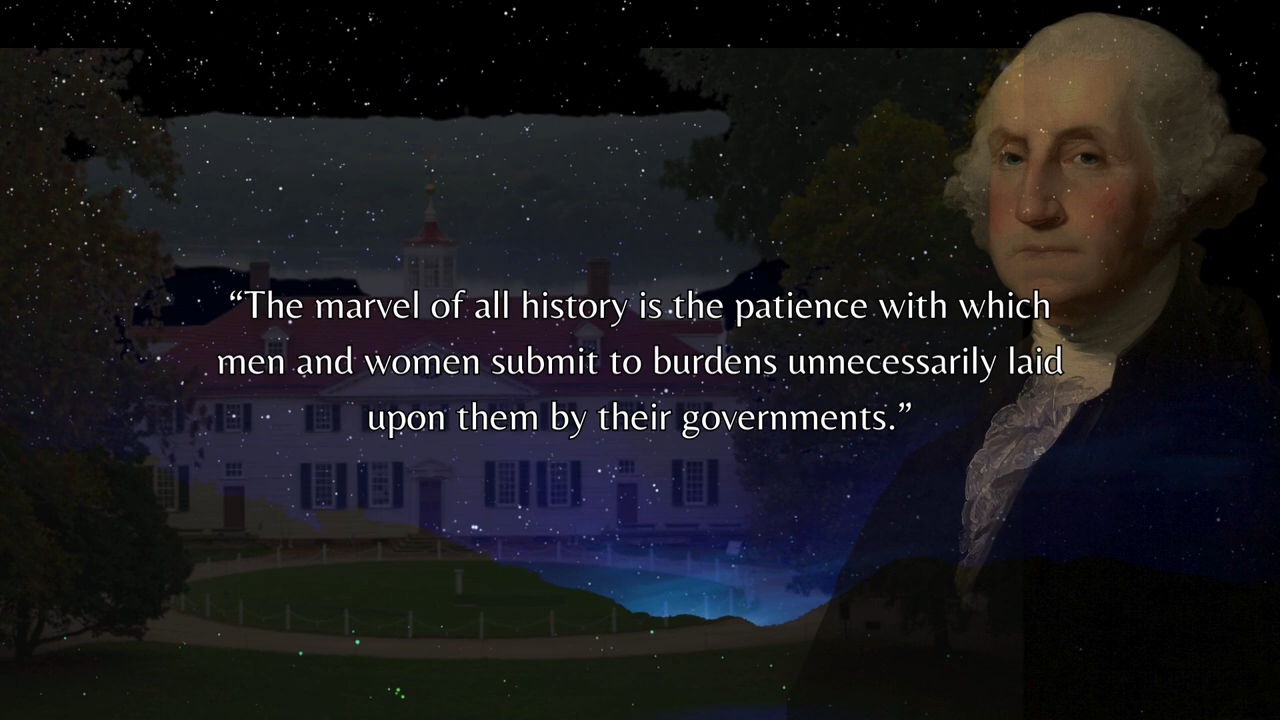 “The marvel of all history is the patience with which
men and women submit to burdens unnecessarily laid
upon them by their governments.”